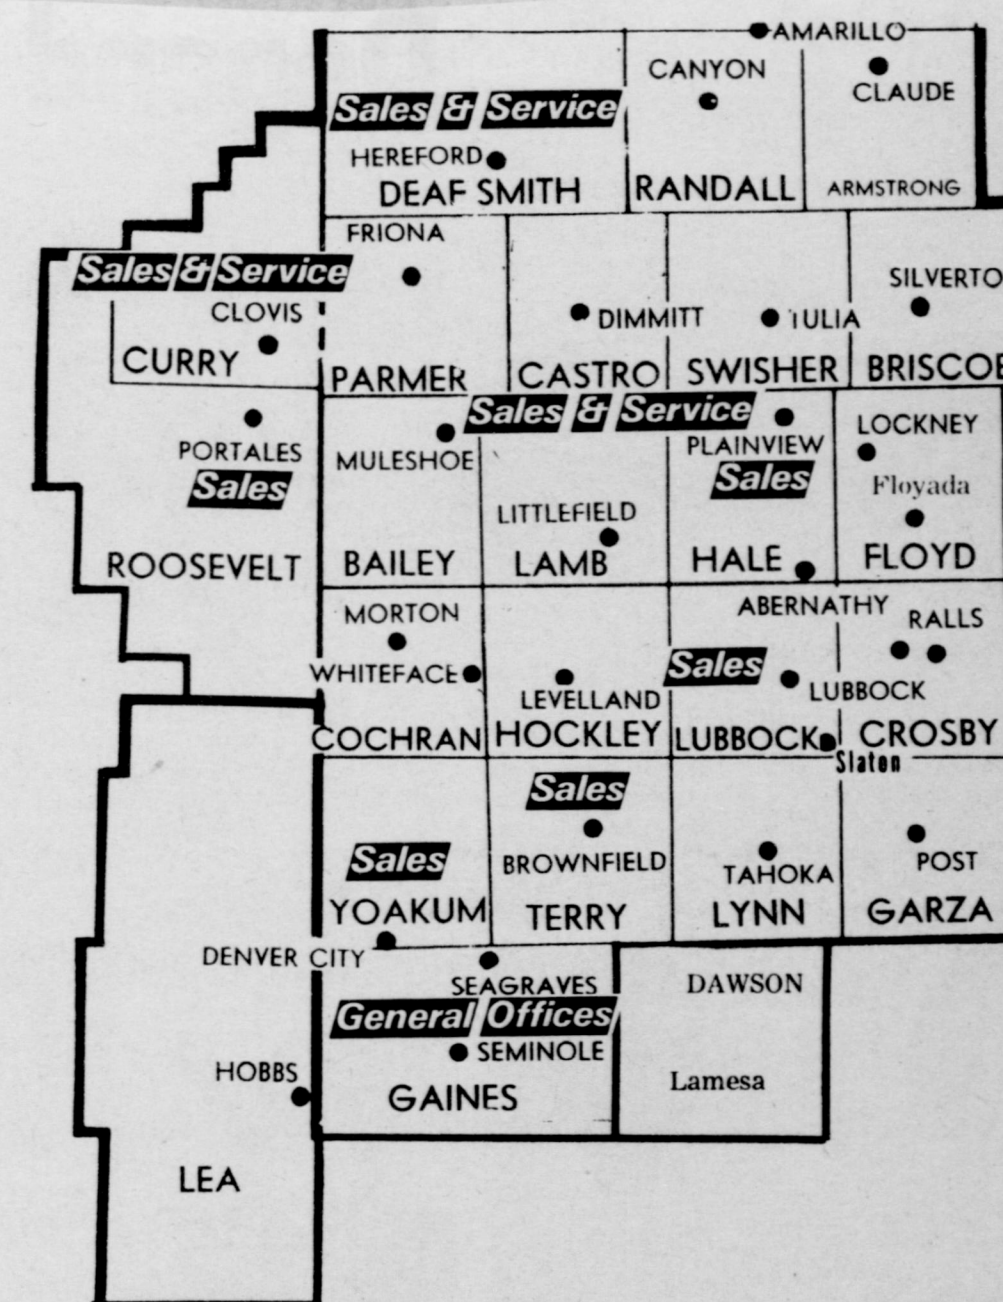 AMARILLO
CANYON
CLAUDE
Sales & Service
HEREFORD
DEAF SMITH
RANDALL
ARMSTRONG
FRIONA
Sales & Service
CLOVIS
CURRY
SILVERTO
DIMMITT
TULIA
PARMER
CASTRO
SWISHER
BRISCOE
Sales & Service
PORTALES
Sales
MULESHOE
PLAINVIEW
Sales
LOCKNEY
Floyada
LITTLEFIELD
ROOSEVELT
BAILEY
LAMB
HALE
FLOYD
MORTON
ABERNATHY
RALLS
WHITEFACE
LEVELLAND
Sales
LUBBOCK
COCHRAN
HOCKLEY
LUBBOCK
CROSBY
Slaten
Sales
Sales
BROWNFIELD
TAHOKA
POST
YOAKUM
TERRY
LYNN
GARZA
DENVER CITY
SEAGRAVES
DAWSON
General Offices
SEMINOLE
HOBBS
GAINES
Lamesa
LEA